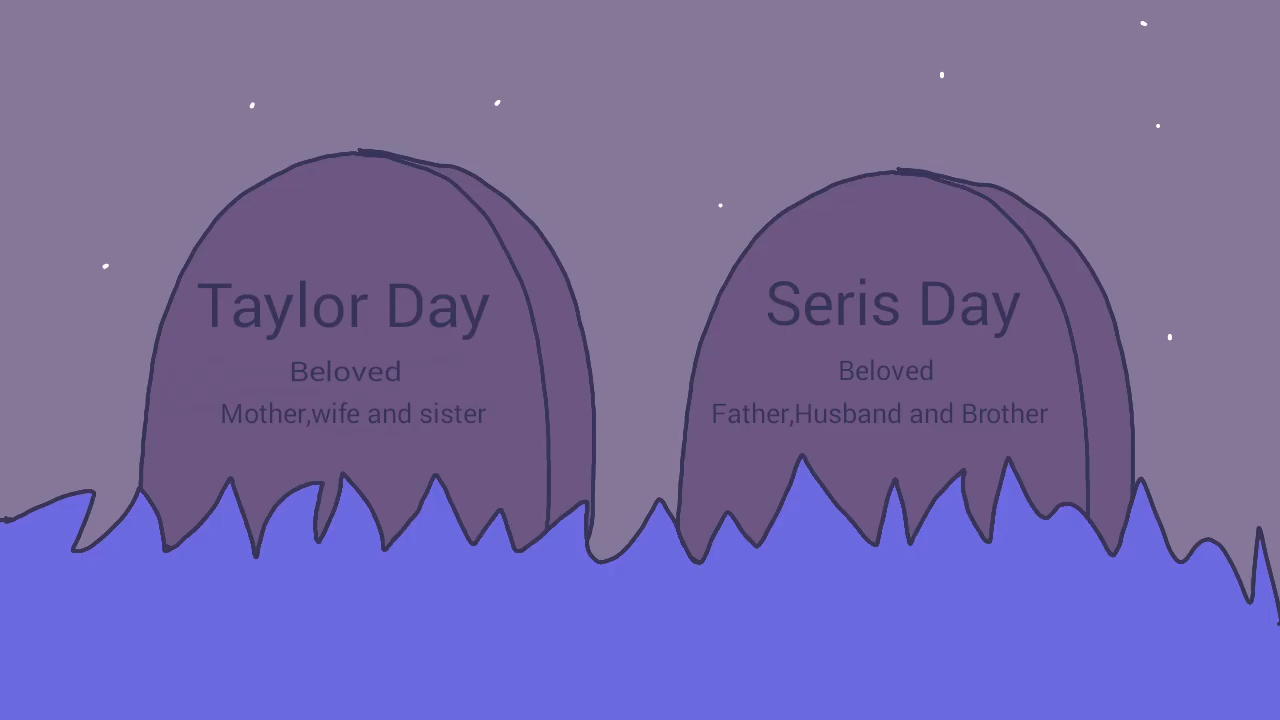 Taylor Day
Beloved
Mother,wife and sister
Seris Day
Beloved
Father,Husband and Brother